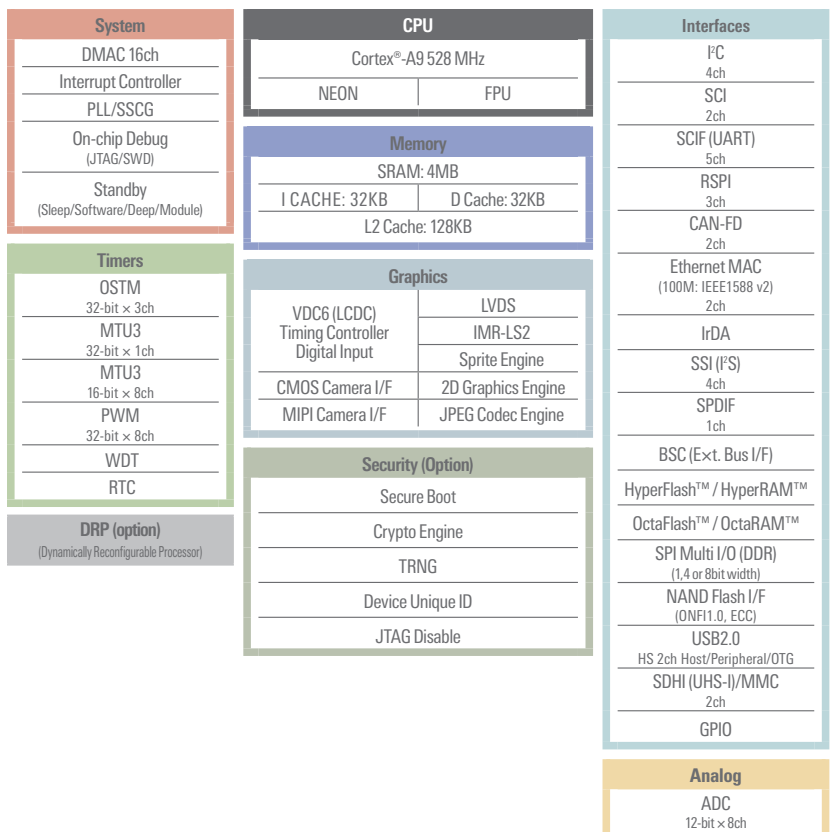 System
DMAC 16ch
Interrupt Controller
PLL/SSCG
On-chip Debug
(JTAG/SWD)
Standby
(Sleep/Software/Deep/Module)
Timers
OSTM
32-bit × 3ch
MTU3
32-bit × 1ch
MTU3
16-bit × 8ch
PWM
32-bit × 8ch
WDT
RTC
DRP (option)
(Dynamically Reconfigurable Processor)
CPU
Cortex®-A9 528 MHz
NEON
FPU
Memory
SRAM: 4MB
I CACHE: 32KB
D Cache: 32KB
L2 Cache: 128KB
Graphics
VDC6 (LCDC)
Timing Controller
Digital Input
LVDS
IMR-LS2
Sprite Engine
CMOS Camera I/F
2D Graphics Engine
MIPI Camera I/F
JPEG Codec Engine
Security (Option)
Secure Boot
Crypto Engine
TRNG
Device Unique ID
JTAG Disable
Interfaces
I²C
4ch
SCI
2ch
SCIF (UART)
5ch
RSPI
3ch
CAN-FD
2ch
Ethernet MAC
(100M: IEEE1588 v2)
2ch
IrDA
SSI (I²S)
4ch
SPDIF
1ch
BSC (E×t. Bus I/F)
HyperFlash™ / HyperRAM™
OctaFlash™ / OctaRAM™
SPI Multi I/O (DDR)
(1,4 or 8bit width)
NAND Flash I/F
(ONFI1.0, ECC)
USB2.0
HS 2ch Host/Peripheral/OTG
SDHI (UHS-I)/MMC
2ch
GPIO
Analog
ADC
12-bit × 8ch